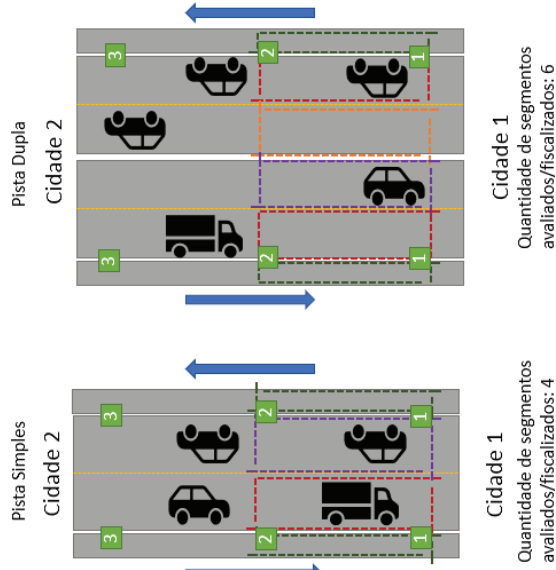 Pista Simples
Cidade 2
3
3
2
2
1
1
Cidade 1
Quantidade de segmentos
avaliados/fiscalizados: 4
Pista Dupla
Cidade 2
3
3
2
2
1
1
Cidade 1
Quantidade de segmentos
avaliados/fiscalizados: 6